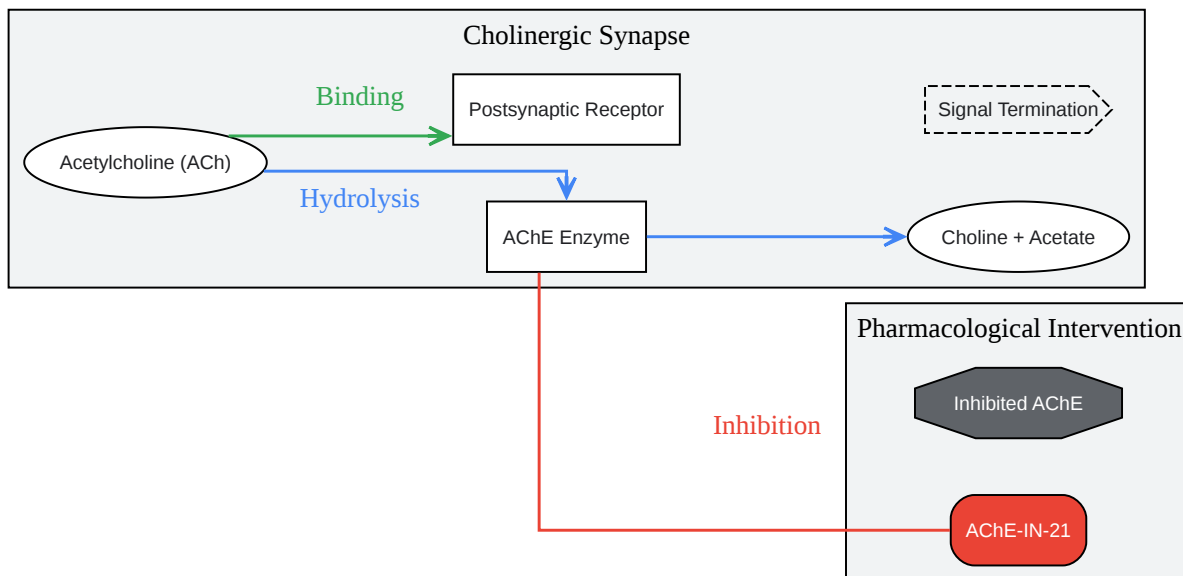 Cholinergic Synapse
Binding
Postsynaptic Receptor
Signal Termination
Acetylcholine (ACh)
Hydrolysis
AChE Enzyme
Choline + Acetate
Pharmacological Intervention
Inhibited AChE
Inhibition
AChE-IN-21